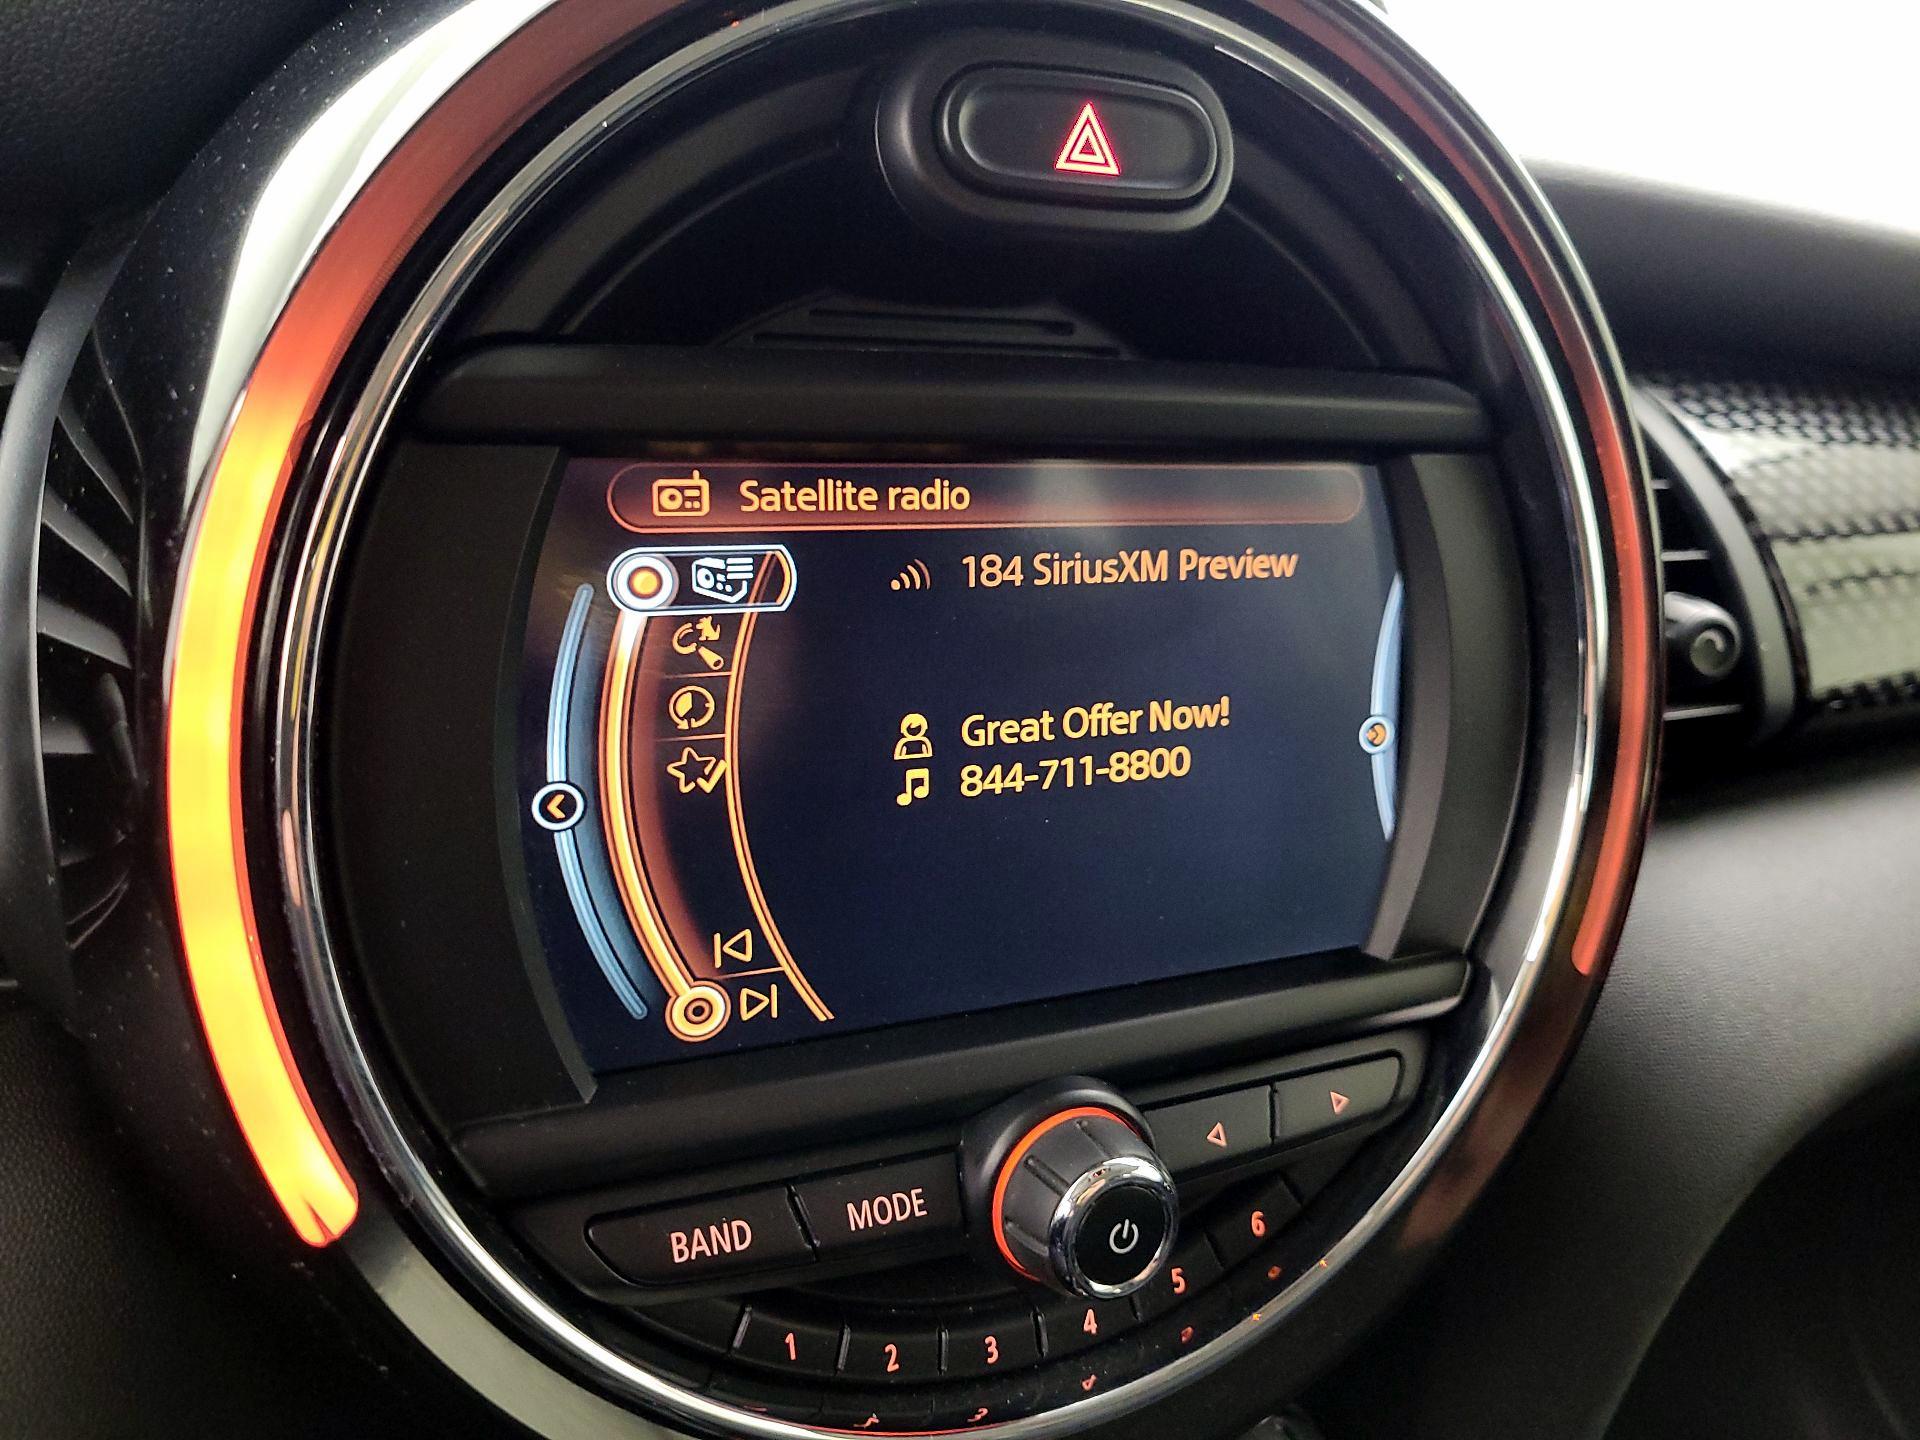 Satellite radio
184 SiriusXM Preview
Great Offer Now!
844-711-8800
BAND
MODE
1
2
3
4
5
6